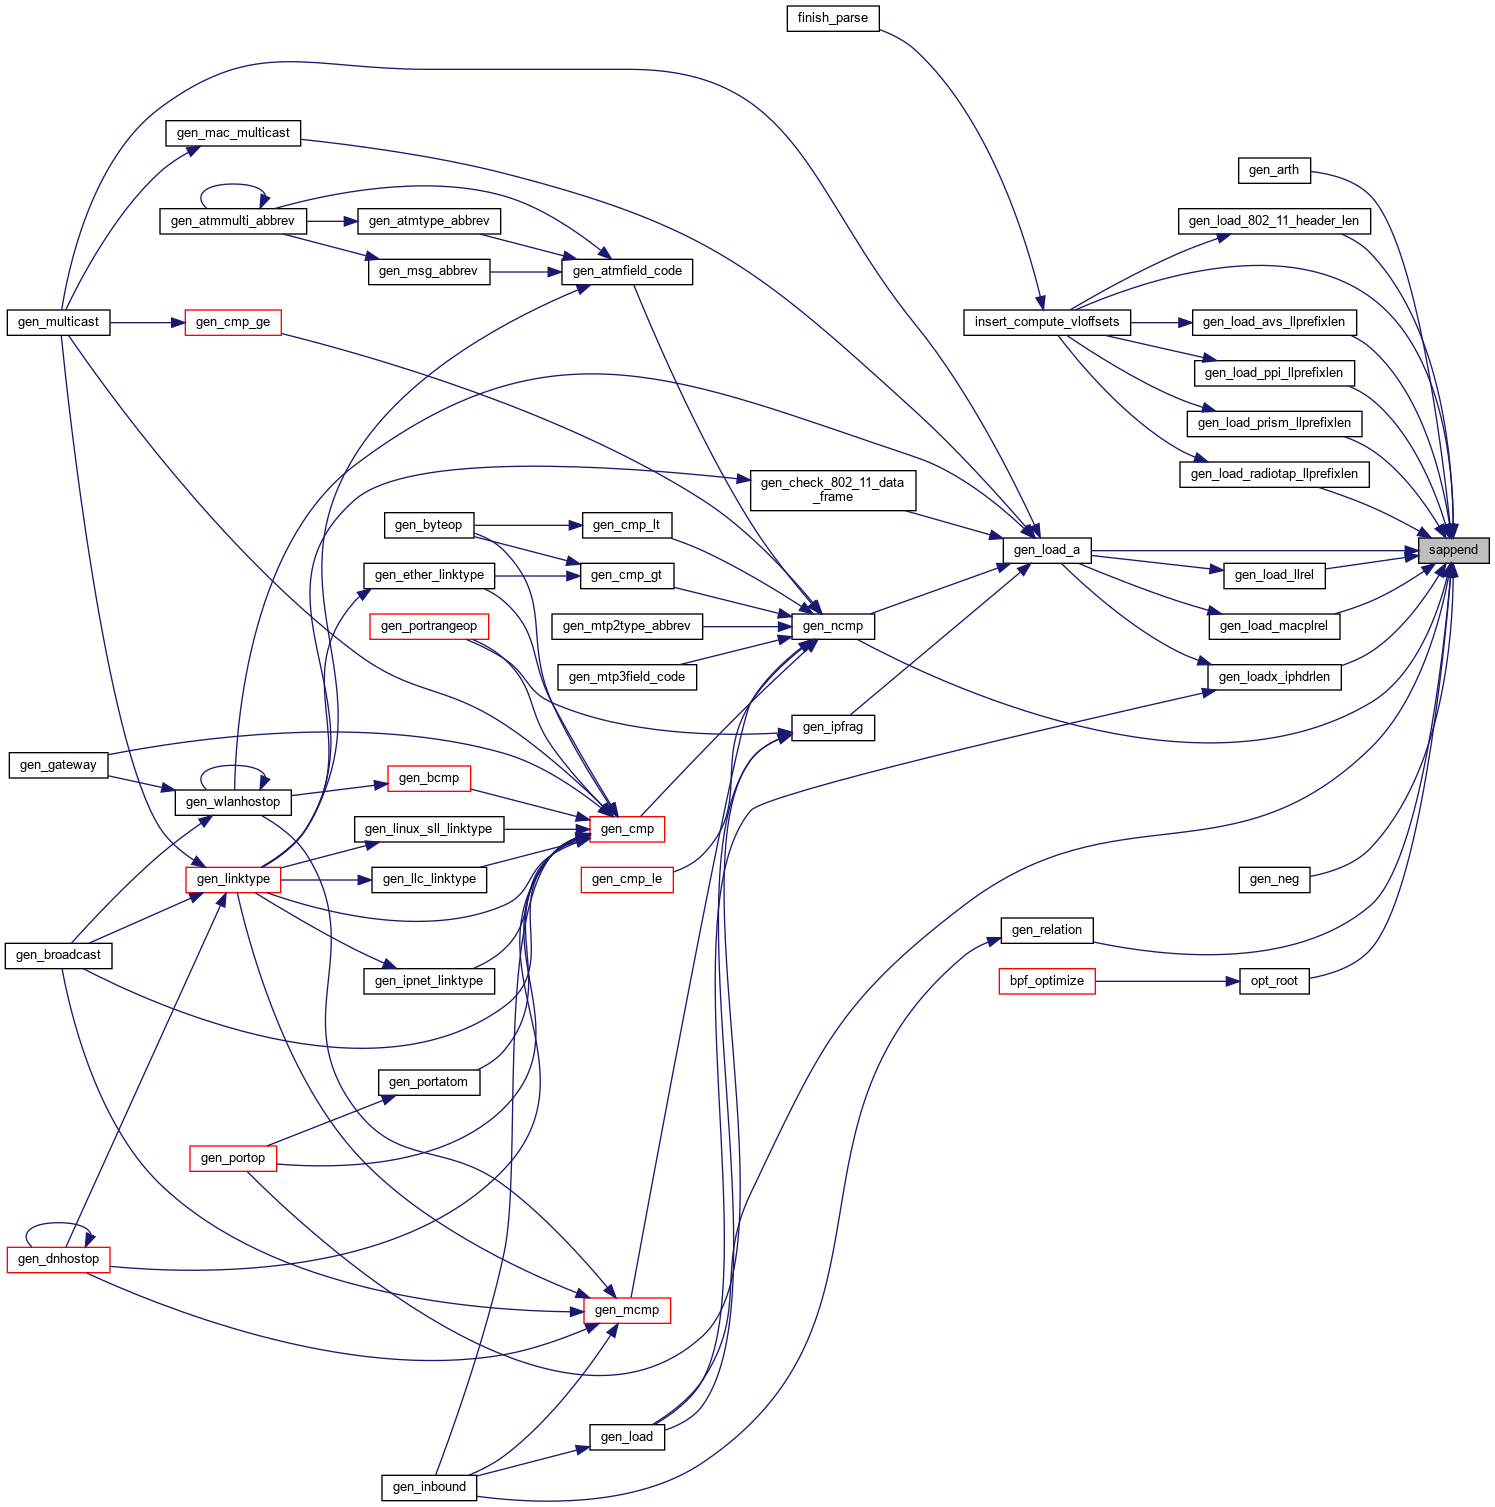 finish_parse
gen_mac_multicast
gen_arth
gen_atmmulti_abbrev
gen_atmtype_abbrev
gen_load_802_11_header_len
gen_msg_abbrev
gen_atmfield_code
gen_multicast
gen_cmp_ge
insert_compute_vloffsets
gen_load_avs_llprefixlen
gen_load_ppi_llprefixlen
gen_load_prism_llprefixlen
gen_load_radiotap_llprefixlen
gen_check_802_11_data
_frame
gen_byteop
gen_cmp_lt
gen_load_a
sappend
gen_ether_linktype
gen_cmp_gt
gen_load_llrel
gen_portrangeop
gen_mtp2type_abbrev
gen_ncmp
gen_load_macplrel
gen_mtp3field_code
gen_loadx_iphdrlen
gen_ipfrag
gen_gateway
gen_bcmp
gen_wlanhostop
gen_linux_sll_linktype
gen_cmp
gen_linktype
gen_llc_linktype
gen_cmp_le
gen_neg
gen_relation
gen_broadcast
gen_ipnet_linktype
bpf_optimize
opt_root
gen_portatom
gen_portop
gen_dnhostop
gen_mcmp
gen_load
gen_inbound